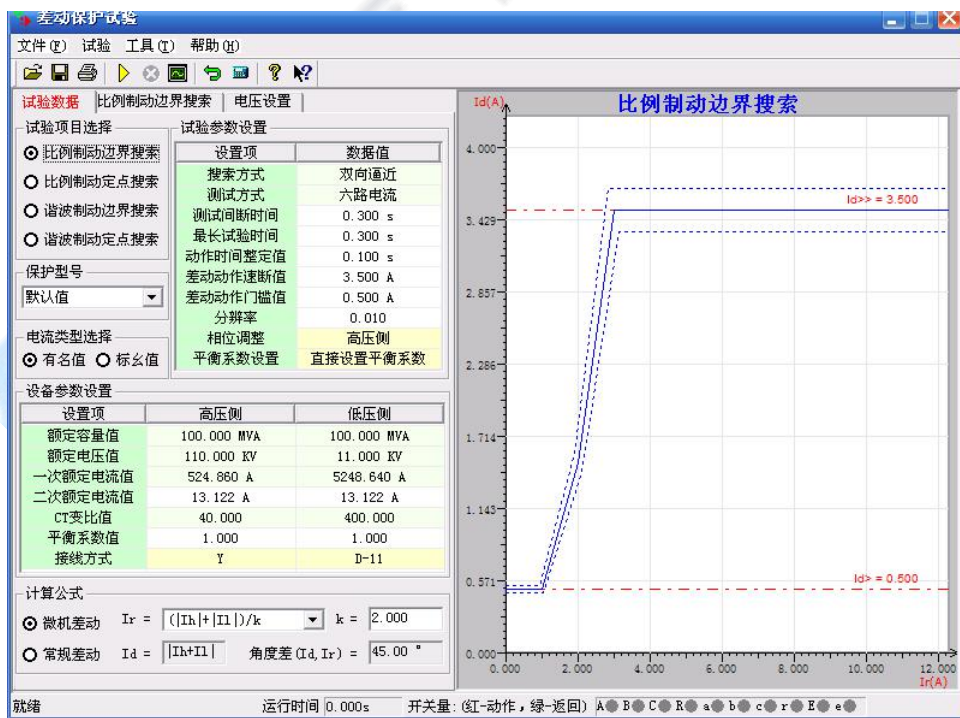 差动保护试验
文件(F) 试验 工具(T) 帮助(H)
试验数据 比例制动边界搜索 电压设置
试验项目选择
比例制动边界搜索
比例制动定点搜索
谐波制动边界搜索
谐波制动定点搜索
保护型号
默认值
电流类型选择
有名值 标幺值
试验参数设置
设置项 数据值
搜索方式 双向逼近
测试方式 六路电流
测试间断时间 0.300 s
最长试验时间 0.300 s
动作时间整定值 0.100 s
差动动作速断值 3.500 A
差动动作门槛值 0.500 A
分辨率 0.010
相位调整 高压侧
平衡系数设置 直接设置平衡系数
设备参数设置
设置项 高压侧 低压侧
额定容量值 100.000 MVA 100.000 MVA
额定电压值 110.000 KV 11.000 KV
一次额定电流值 524.860 A 5248.640 A
二次额定电流值 13.122 A 13.122 A
CT变比值 40.000 400.000
平衡系数值 1.000 1.000
接线方式 Y D-11
计算公式
微机差动 Ir = (|Ih|+|Il|)/k k = 2.000
常规差动 Id = |Ih+Il| 角度差(Id,Ir) = 45.00 °
Id(A) 比例制动边界搜索
4.000
Id>> = 3.500
3.429
2.857
2.286
1.714
1.143
Id> = 0.500
0.571
0.000
0.000 2.000 4.000 6.000 8.000 10.000 12.000
Ir(A)
就绪 运行时间 0.000s 开关量:(红-动作,绿-返回) A B C R a b c r E e